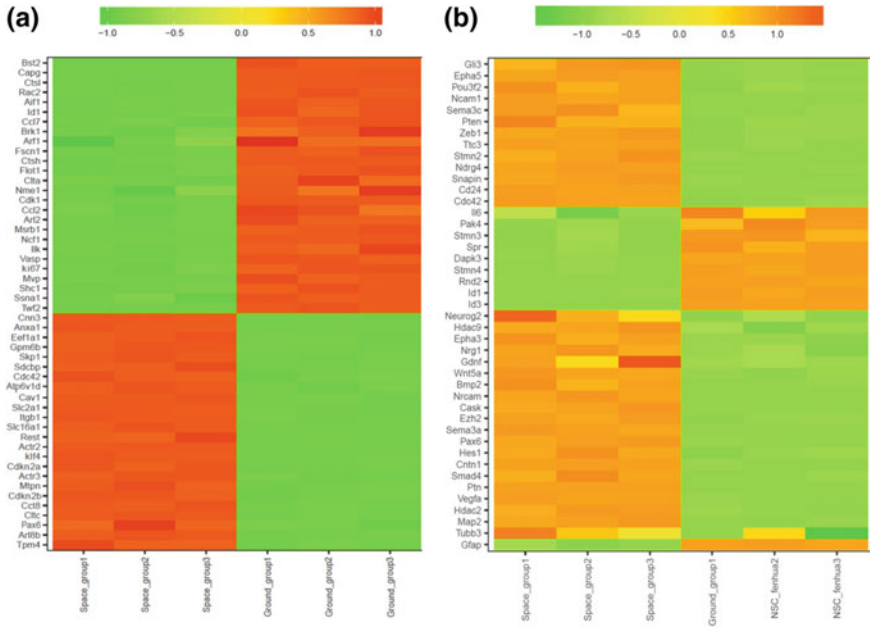 (a)
−1.0 −0.5 0.0 0.5 1.0
Bst2
Capg
Ctsl
Rac2
Aif1
Id1
Ccl7
Brk1
Arf1
Fscn1
Ctsh
Flot1
Clta
Nme1
Cdk1
Ccl2
Arl2
Msrb1
Ncf1
Ilk
Vasp
ki67
Mvp
Shc1
Ssna1
Twf2
Cnn3
Anxa1
Eef1a1
Gpm6b
Skp1
Sdcbp
Cdc42
Atp6v1d
Cav1
Slc2a1
Itgb1
Slc16a1
Rest
Actr2
klf4
Cdkn2a
Actr3
Mtpn
Cdkn2b
Cct8
Cltc
Pax6
Arl8b
Tpm4
Space_group1
Space_group2
Space_group3
Ground_group1
Ground_group2
Ground_group3
(b)
−1.0 −0.5 0.0 0.5 1.0
Gli3
Epha5
Pou3f2
Ncam1
Sema3c
Pten
Zeb1
Ttc3
Stmn2
Ndrg4
Snapin
Cd24
Cdc42
Il6
Pak4
Stmn3
Spr
Dapk3
Stmn4
Rnd2
Id1
Id3
Neurog2
Hdac9
Epha3
Nrg1
Gdnf
Wnt5a
Bmp2
Nrcam
Cask
Ezh2
Sema3a
Pax6
Hes1
Cntn1
Smad4
Ptn
Vegfa
Hdac2
Map2
Tubb3
Gfap
Space_group1
Space_group2
Space_group3
Ground_group1
NSC_fenhua2
NSC_fenhua3